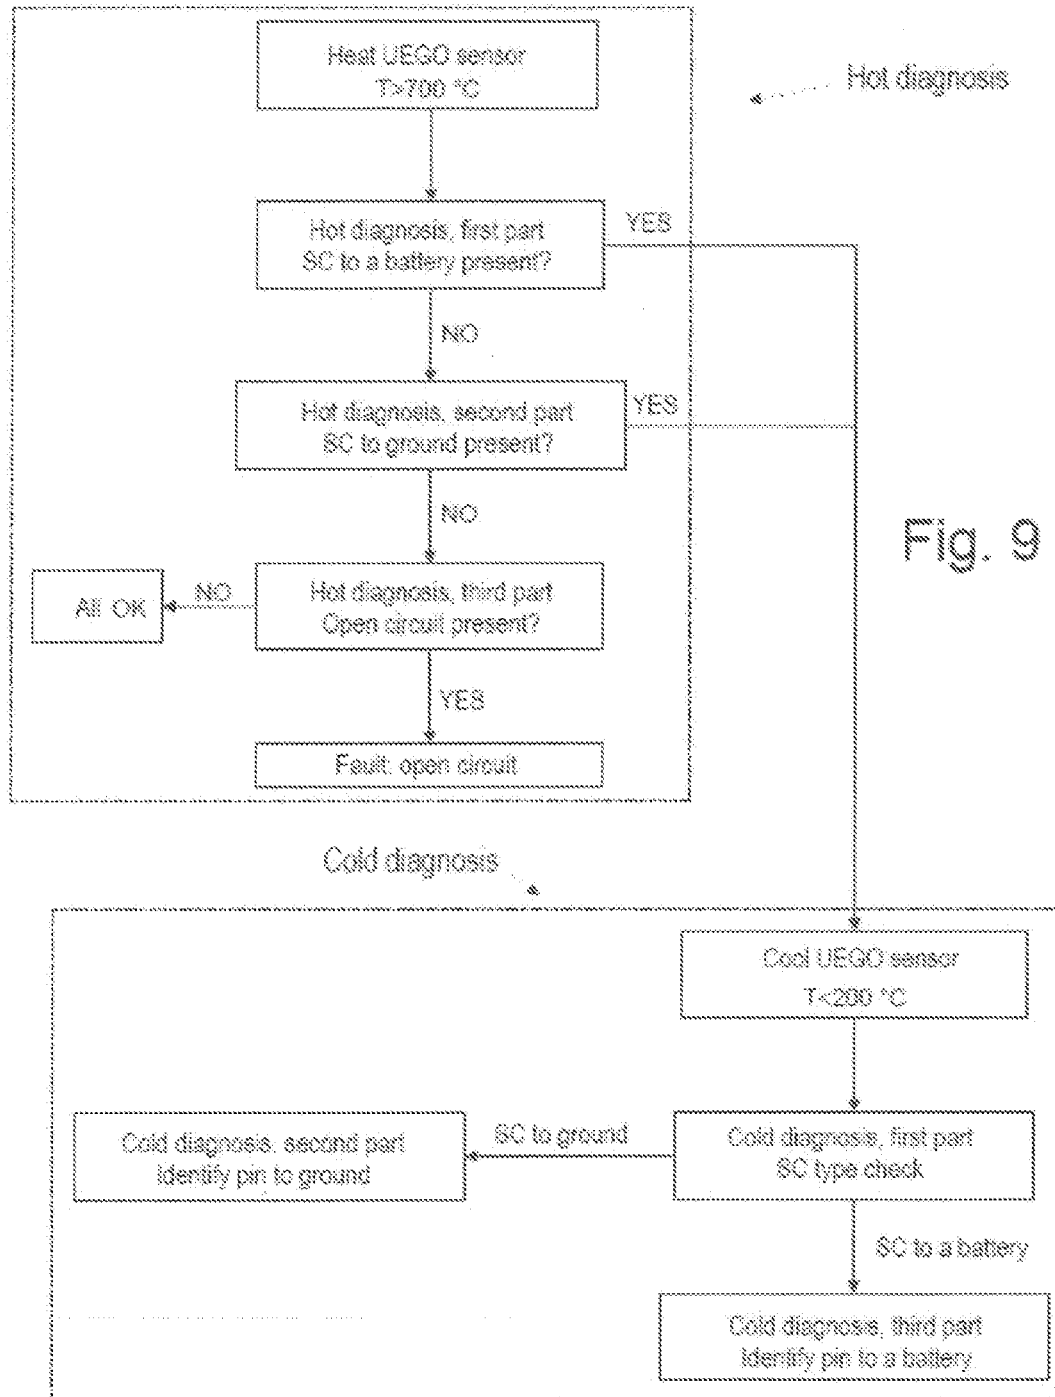 Heat UEGO sensor
T>700 °C
Hot diagnosis
Hot diagnosis, first part
SC to a battery present?
YES
NO
Hot diagnosis, second part
SC to ground present?
YES
NO
Fig. 9
Hot diagnosis, third part
Open circuit present?
NO
All OK
YES
Fault: open circuit
Cold diagnosis
Cool UEGO sensor
T<200 °C
Cold diagnosis, first part
SC type check
SC to ground
Cold diagnosis, second part
Identify pin to ground
SC to a battery
Cold diagnosis, third part
Identify pin to a battery